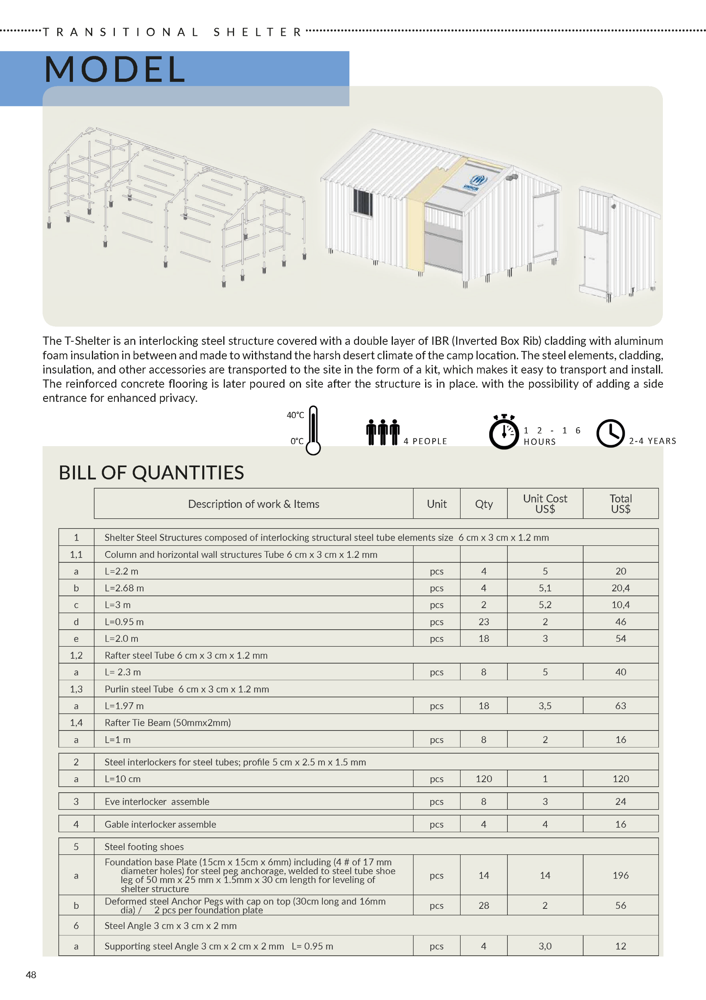 TRANSITIONAL SHELTER
MODEL
UNHCR
The T-Shelter is an interlocking steel structure covered with a double layer of IBR (Inverted Box Rib) cladding with aluminum
foam insulation in between and made to withstand the harsh desert climate of the camp location. The steel elements, cladding,
insulation, and other accessories are transported to the site in the form of a kit, which makes it easy to transport and install.
The reinforced concrete flooring is later poured on site after the structure is in place. with the possibility of adding a side
entrance for enhanced privacy.
40°C
0°C
4 PEOPLE
12-16
HOURS
2-4 YEARS
BILL OF QUANTITIES
Description of work & Items Unit Qty Unit Cost US$ Total US$
1 Shelter Steel Structures composed of interlocking structural steel tube elements size 6 cm x 3 cm x 1.2 mm
1,1 Column and horizontal wall structures Tube 6 cm x 3 cm x 1.2 mm
a L=2.2 m pcs 4 5 20
b L=2.68 m pcs 4 5,1 20,4
c L=3 m pcs 2 5,2 10,4
d L=0.95 m pcs 23 2 46
e L=2.0 m pcs 18 3 54
1,2 Rafter steel Tube 6 cm x 3 cm x 1.2 mm
a L= 2.3 m pcs 8 5 40
1,3 Purlin steel Tube 6 cm x 3 cm x 1.2 mm
a L=1.97 m pcs 18 3,5 63
1,4 Rafter Tie Beam (50mmx2mm)
a L=1 m pcs 8 2 16
2 Steel interlockers for steel tubes; profile 5 cm x 2.5 m x 1.5 mm
a L=10 cm pcs 120 1 120
3 Eve interlocker assemble pcs 8 3 24
4 Gable interlocker assemble pcs 4 4 16
5 Steel footing shoes
a Foundation base Plate (15cm x 15cm x 6mm) including (4 # of 17 mm
diameter holes) for steel peg anchorage, welded to steel tube shoe
leg of 50 mm x 25 mm x 1.5mm x 30 cm length for leveling of
shelter structure pcs 14 14 196
b Deformed steel Anchor Pegs with cap on top (30cm long and 16mm
dia) / 2 pcs per foundation plate pcs 28 2 56
6 Steel Angle 3 cm x 3 cm x 2 mm
a Supporting steel Angle 3 cm x 2 cm x 2 mm L= 0.95 m pcs 4 3,0 12
48